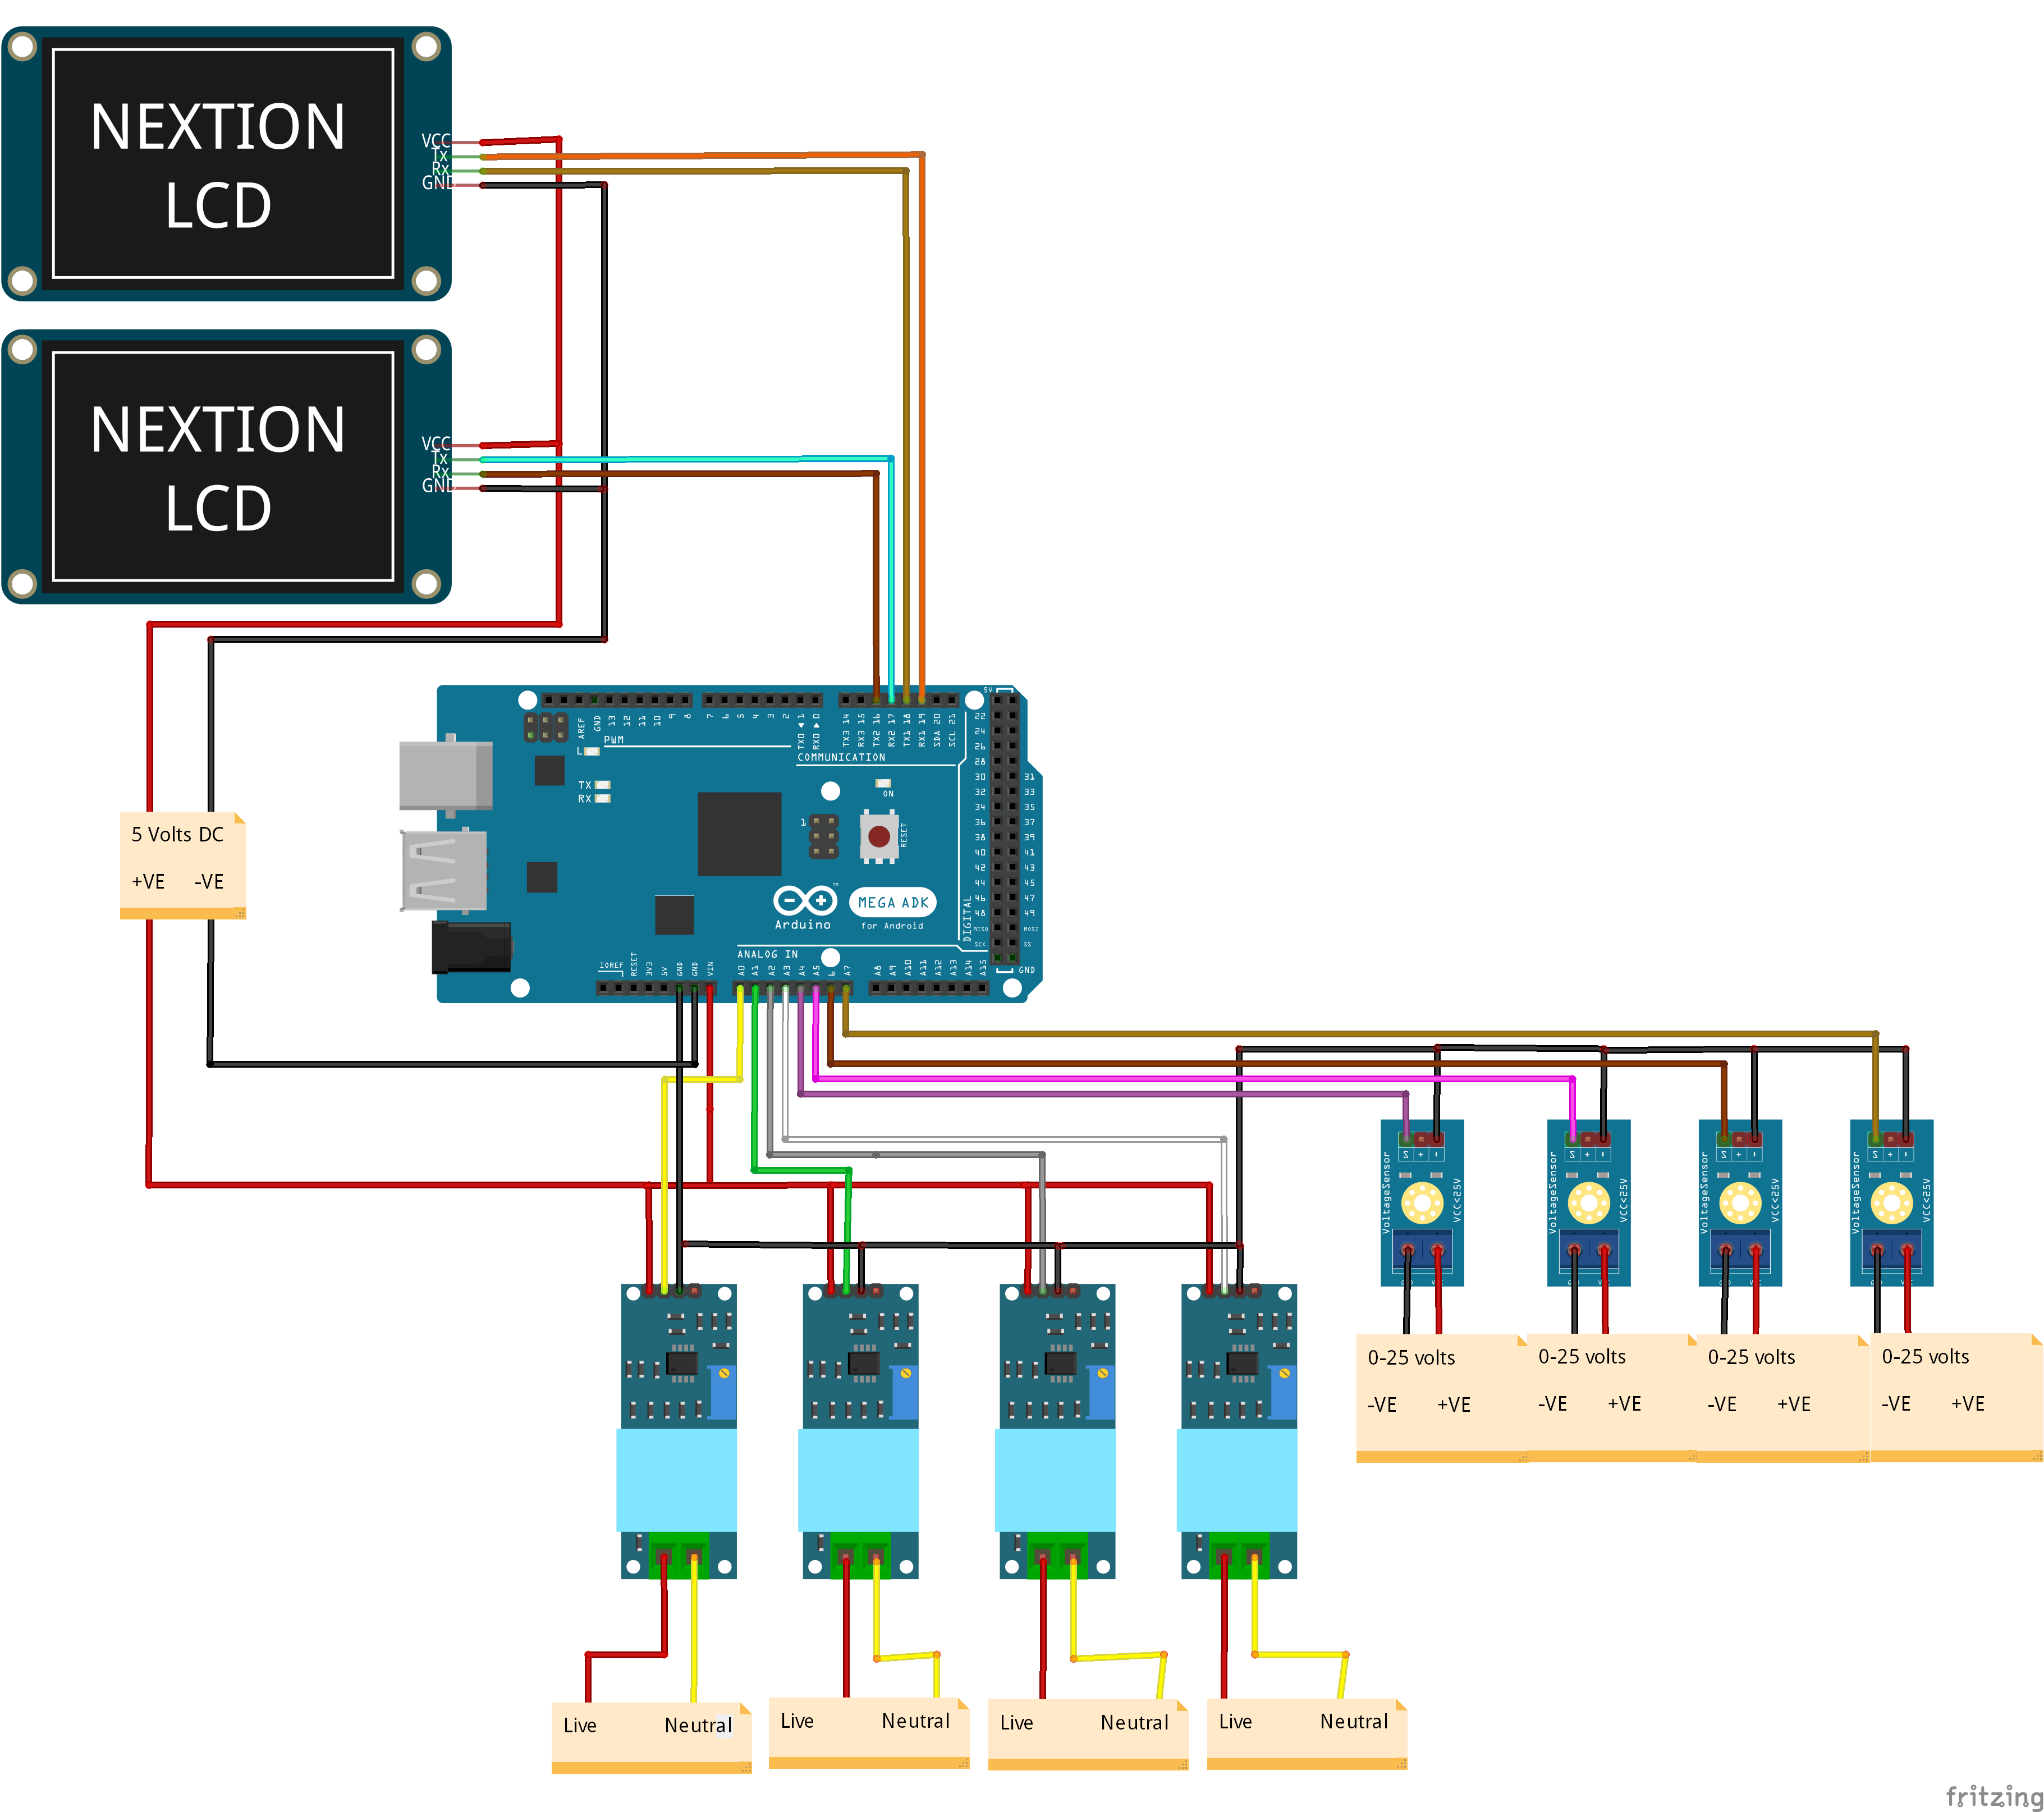 NEXTION
LCD
VCC
Tx
Rx
GND
NEXTION
LCD
VCC
Tx
Rx
GND
5 Volts DC
+VE -VE
AREF
GND
13
12
11
10
9
8
7
6
5
4
3
2
TX0 1
RX0 0
TX3 14
RX3 15
TX2 16
RX2 17
TX1 18
RX1 19
SDA 20
SCL 21
PWM
COMMUNICATION
L
TX
RX
ON
1
RESET
5V
22
24
26
28
30 31
32 33
34 35
36 37
38 39
40 41
42 43
44 45
46 47
48 49
MISO MOSI
SCK SS
GND
DIGITAL
TM
Arduino
MEGA ADK
for Android
ANALOG IN
IOREF
RESET
3V3
5V
GND
GND
VIN
A0
A1
A2
A3
A4
A5
6
A7
A8
A9
A10
A11
A12
A13
A14
A15
S + -
VoltageSensor
VCC<25V
S + -
VoltageSensor
VCC<25V
S + -
VoltageSensor
VCC<25V
S + -
VoltageSensor
VCC<25V
0-25 volts
-VE +VE
0-25 volts
-VE +VE
0-25 volts
-VE +VE
0-25 volts
-VE +VE
Live Neutral
Live Neutral
Live Neutral
Live Neutral
fritzing